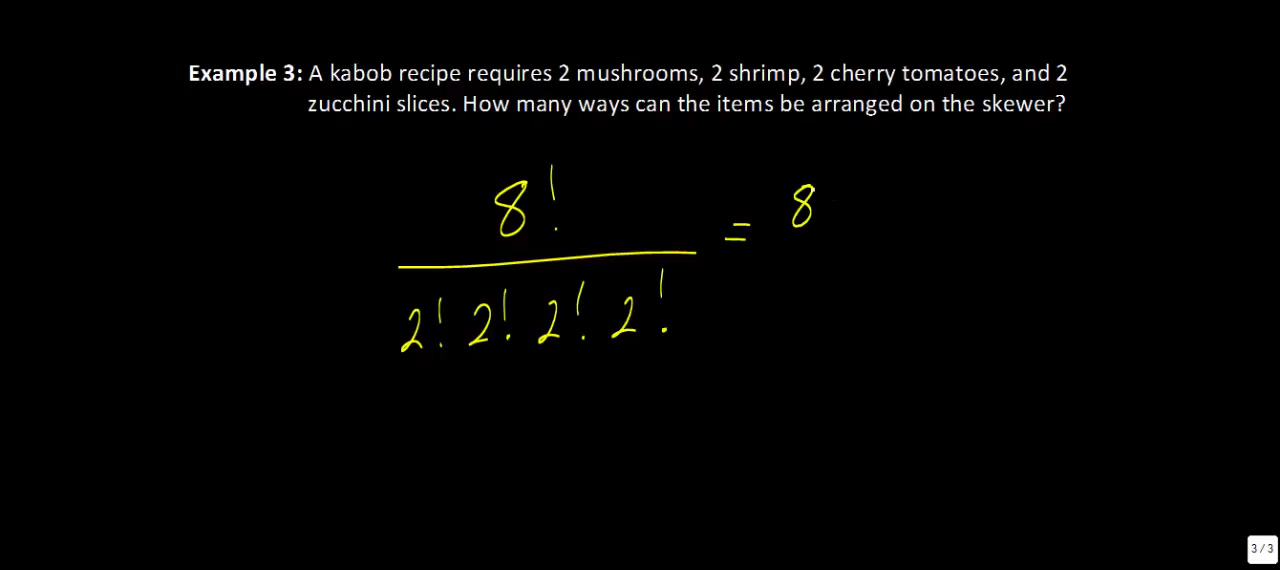 Example 3: A kabob recipe requires 2 mushrooms, 2 shrimp, 2 cherry tomatoes, and 2
zucchini slices. How many ways can the items be arranged on the skewer?
8!
= 8
2! 2! 2! 2!
3 / 3